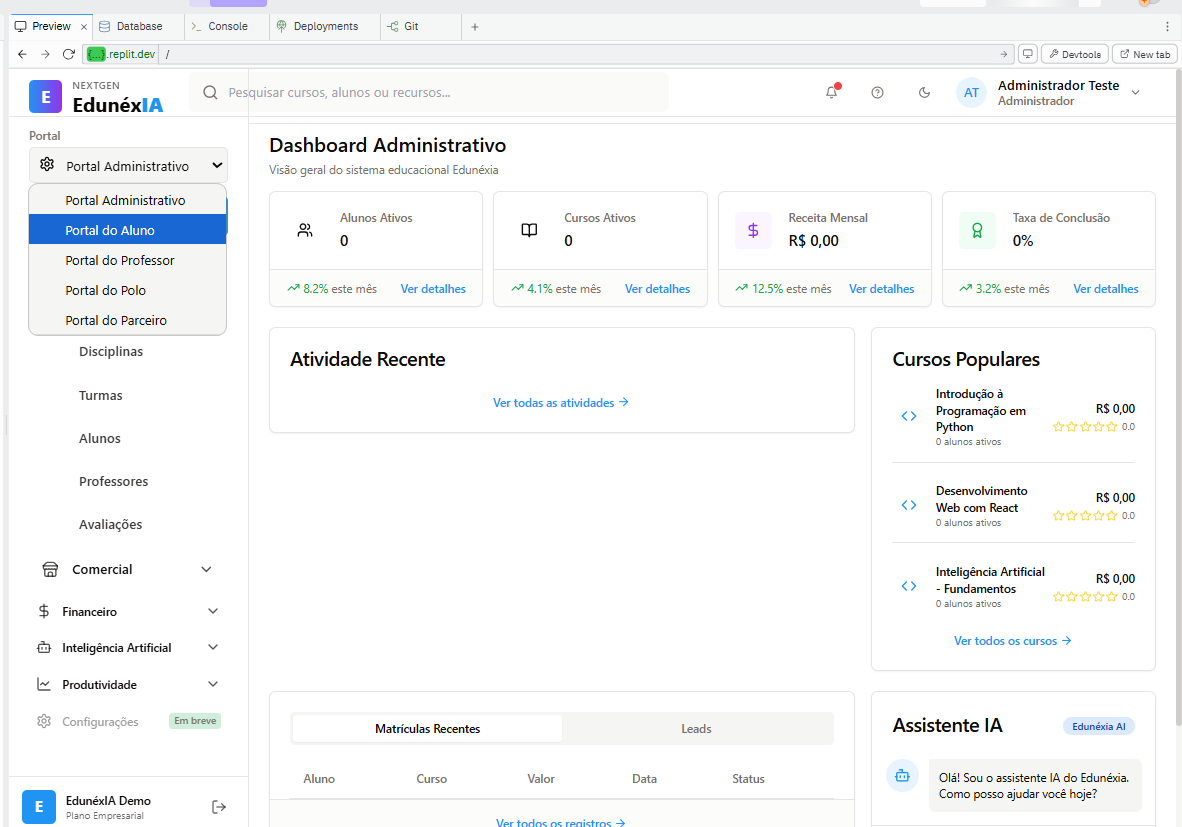 Preview
Database
Console
Deployments
Git
{...}.replit.dev /
Devtools
New tab
E
NEXTGEN
EdunéxIA
Pesquisar cursos, alunos ou recursos...
AT
Administrador Teste
Administrador
Portal
Portal Administrativo
Portal Administrativo
Portal do Aluno
Portal do Professor
Portal do Polo
Portal do Parceiro
Disciplinas
Turmas
Alunos
Professores
Avaliações
Comercial
Financeiro
Inteligência Artificial
Produtividade
Configurações
Em breve
E
EdunéxIA Demo
Plano Empresarial
Dashboard Administrativo
Visão geral do sistema educacional Edunéxia
Alunos Ativos
0
8.2% este mês
Ver detalhes
Cursos Ativos
0
4.1% este mês
Ver detalhes
Receita Mensal
R$ 0,00
12.5% este mês
Ver detalhes
Taxa de Conclusão
0%
3.2% este mês
Ver detalhes
Atividade Recente
Ver todas as atividades
Cursos Populares
Introdução à
Programação em
Python
0 alunos ativos
R$ 0,00
0.0
Desenvolvimento
Web com React
0 alunos ativos
R$ 0,00
0.0
Inteligência Artificial
- Fundamentos
0 alunos ativos
R$ 0,00
0.0
Ver todos os cursos
Matrículas Recentes
Leads
Aluno Curso Valor Data Status
Ver todos os registros
Assistente IA
Edunéxia AI
Olá! Sou o assistente IA do Edunéxia.
Como posso ajudar você hoje?